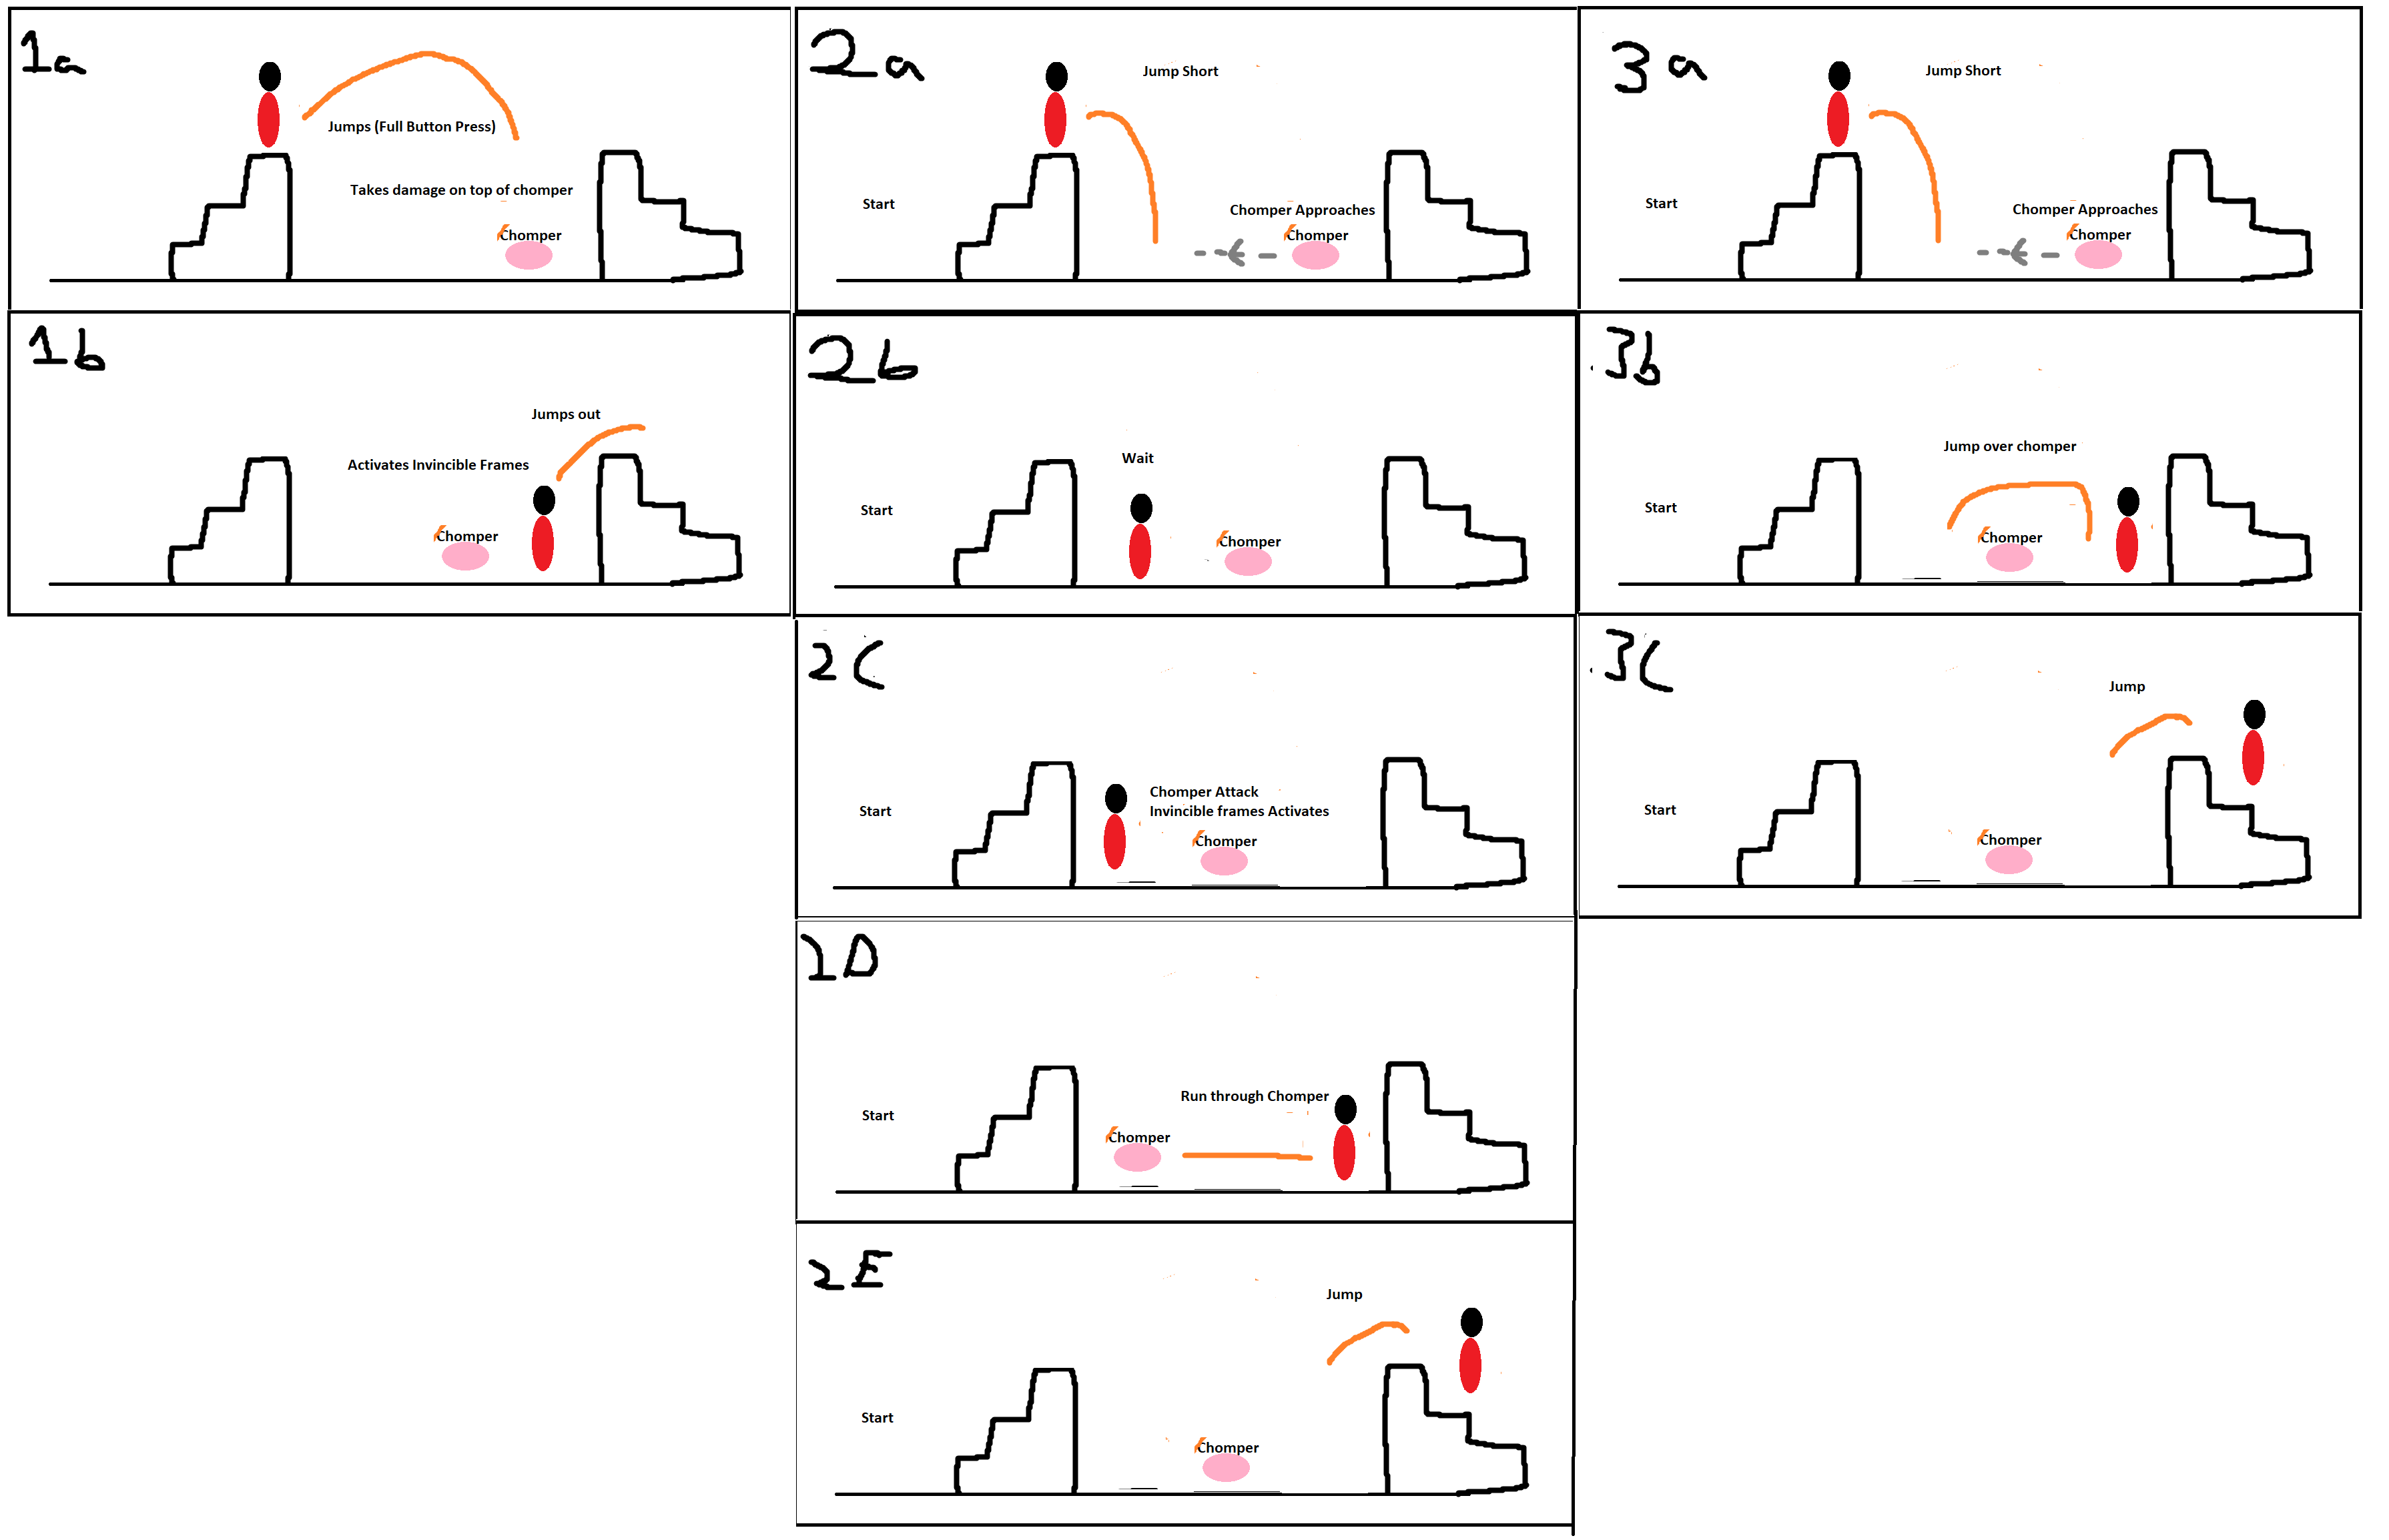 1a
Jumps (Full Button Press)
Takes damage on top of chomper
Chomper
2a
Jump Short
Start
Chomper Approaches
Chomper
3a
Jump Short
Start
Chomper Approaches
Chomper
1b
Jumps out
Activates Invincible Frames
Chomper
2b
Wait
Start
Chomper
3b
Jump over chomper
Start
Chomper
2C
Chomper Attack
Invincible frames Activates
Start
Chomper
3C
Jump
Start
Chomper
2D
Run through Chomper
Start
Chomper
2E
Jump
Start
Chomper